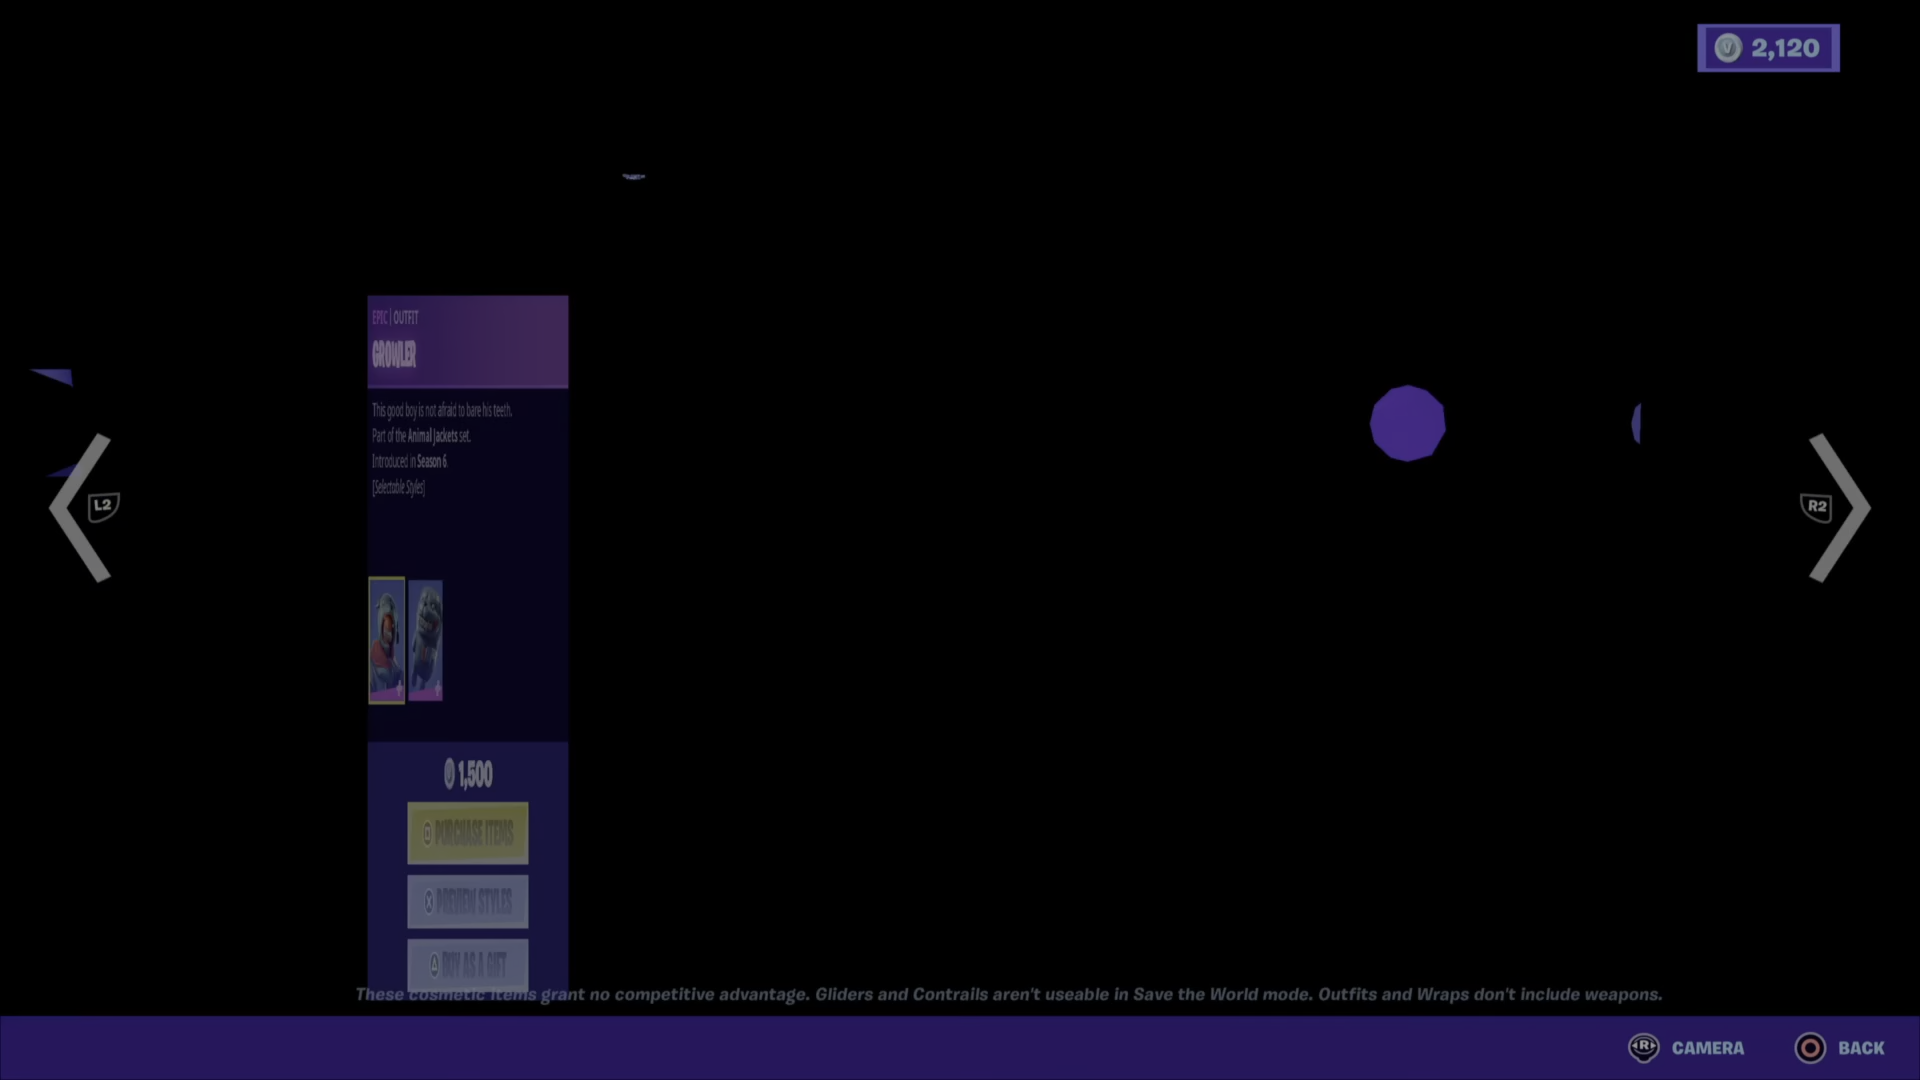 2,120
EPIC | OUTFIT
GROWLER
This good boy is not afraid to bare his teeth.
Part of the Animal Jackets set.
Introduced in Season 6.
[Selectable Styles]
L2
R2
1,500
PURCHASE ITEMS
PREVIEW STYLES
BUY AS A GIFT
These cosmetic items grant no competitive advantage. Gliders and Contrails aren't useable in Save the World mode. Outfits and Wraps don't include weapons.
R CAMERA BACK